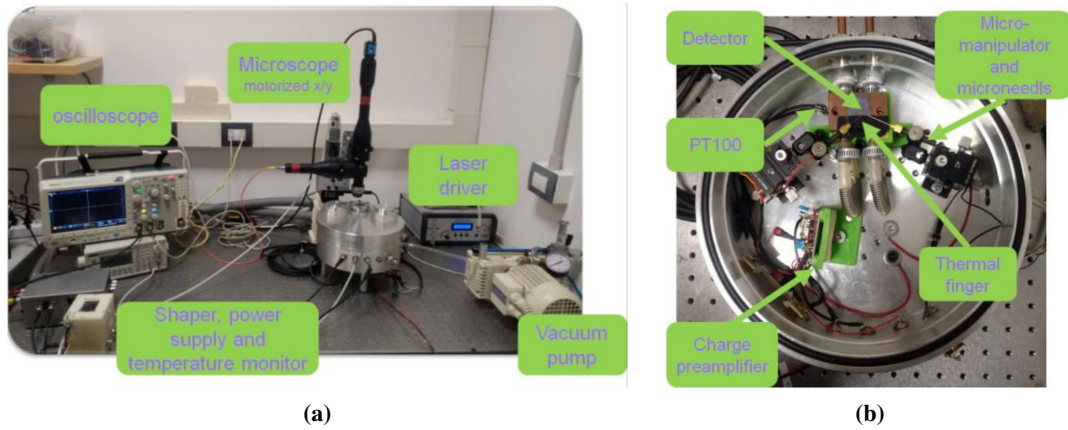 oscilloscope
Microscope
motorized x/y
Laser
driver
Shaper, power
supply and
temperature monitor
Vacuum
pump
(a)
Detector
Micro-
manipulator
and
microneedls
PT100
Thermal
finger
Charge
preamplifier
(b)